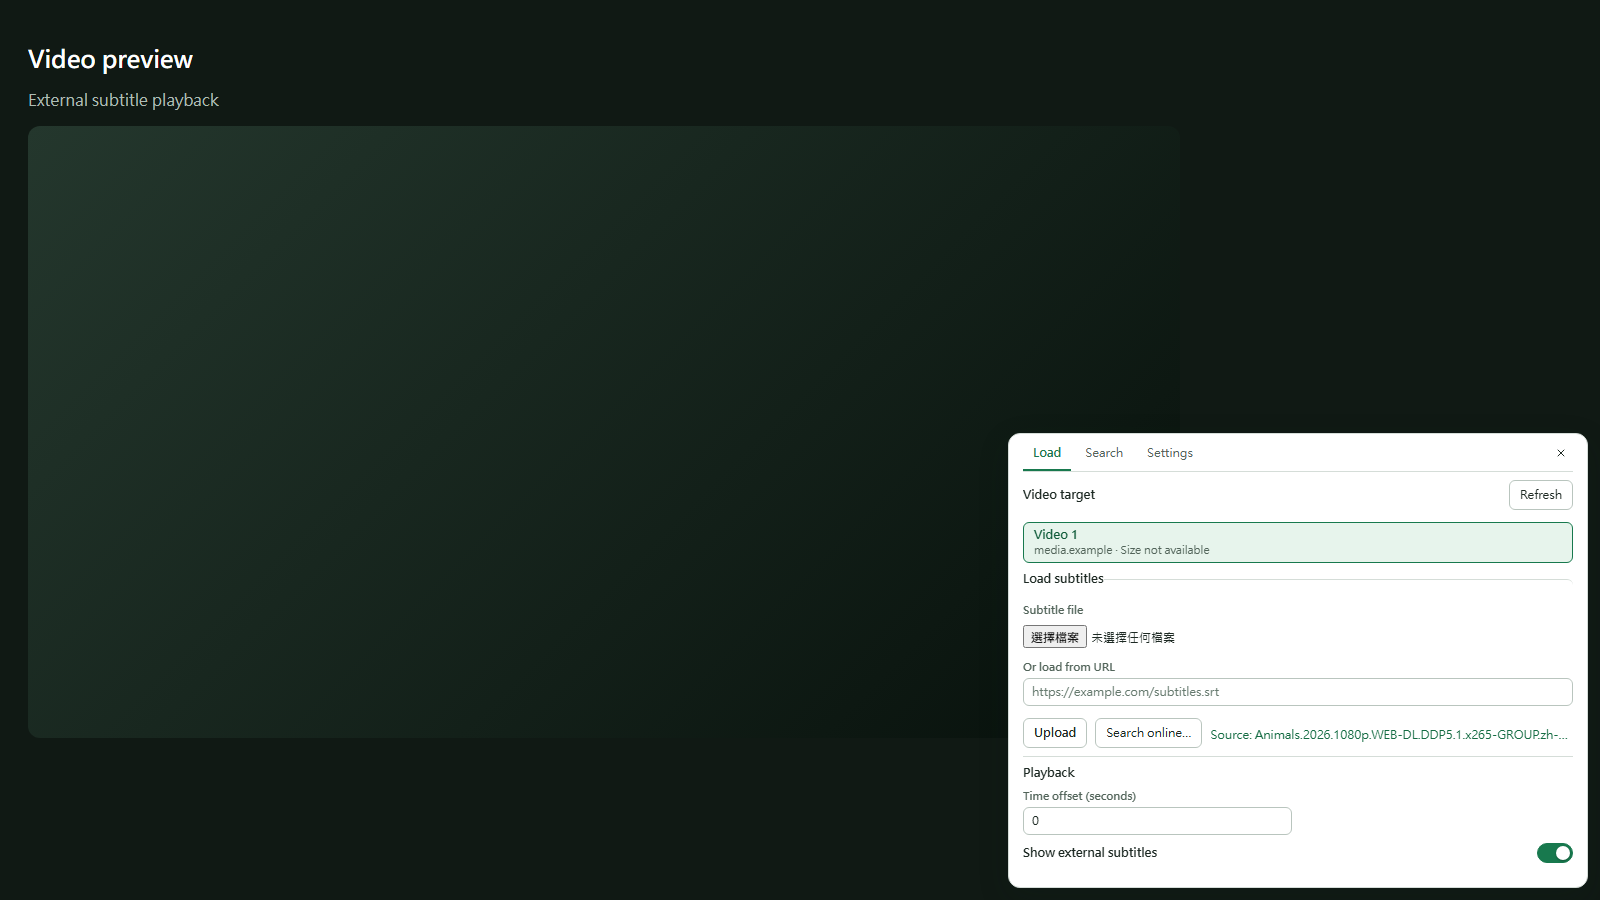 Video preview
External subtitle playback
Load Search Settings ×
Video target Refresh
Video 1
media.example · Size not available
Load subtitles
Subtitle file
選擇檔案 未選擇任何檔案
Or load from URL
https://example.com/subtitles.srt
Upload Search online... Source: Animals.2026.1080p.WEB-DL.DDP5.1.x265-GROUP.zh-...
Playback
Time offset (seconds)
0
Show external subtitles